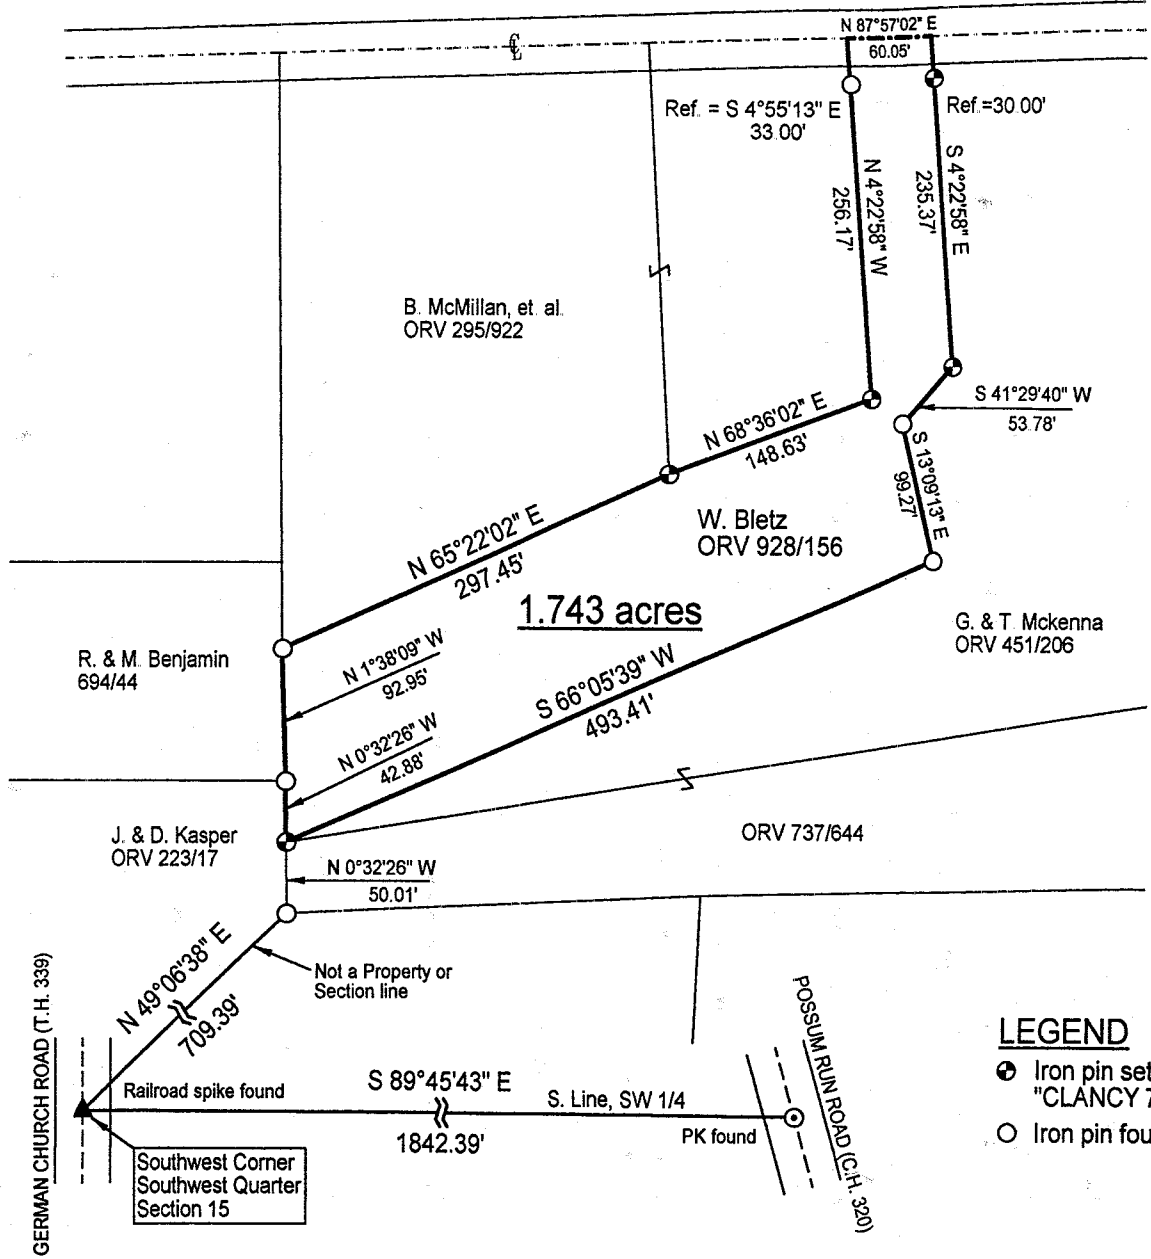 N 87°57'02" E
60.05'
℄
Ref. = S 4°55'13" E
33.00'
Ref.=30.00'
N 4°22'58" W
256.17'
S 4°22'58" E
235.37'
B. McMillan, et. al.
ORV 295/922
S 41°29'40" W
53.78'
N 68°36'02" E
148.63'
S 13°09'13" E
99.27'
W. Bletz
ORV 928/156
N 65°22'02" E
297.45'
1.743 acres
G. & T. Mckenna
ORV 451/206
R. & M. Benjamin
694/44
N 1°38'09" W
92.95'
S 66°05'39" W
493.41'
N 0°32'26" W
42.88'
J. & D. Kasper
ORV 223/17
ORV 737/644
N 0°32'26" W
50.01'
N 49°06'38" E
709.39'
Not a Property or
Section line
GERMAN CHURCH ROAD (T.H. 339)
POSSUM RUN ROAD (C.H. 320)
Railroad spike found
S 89°45'43" E
1842.39'
S. Line, SW 1/4
PK found
Southwest Corner
Southwest Quarter
Section 15
LEGEND
Iron pin set
"CLANCY 7
Iron pin fou